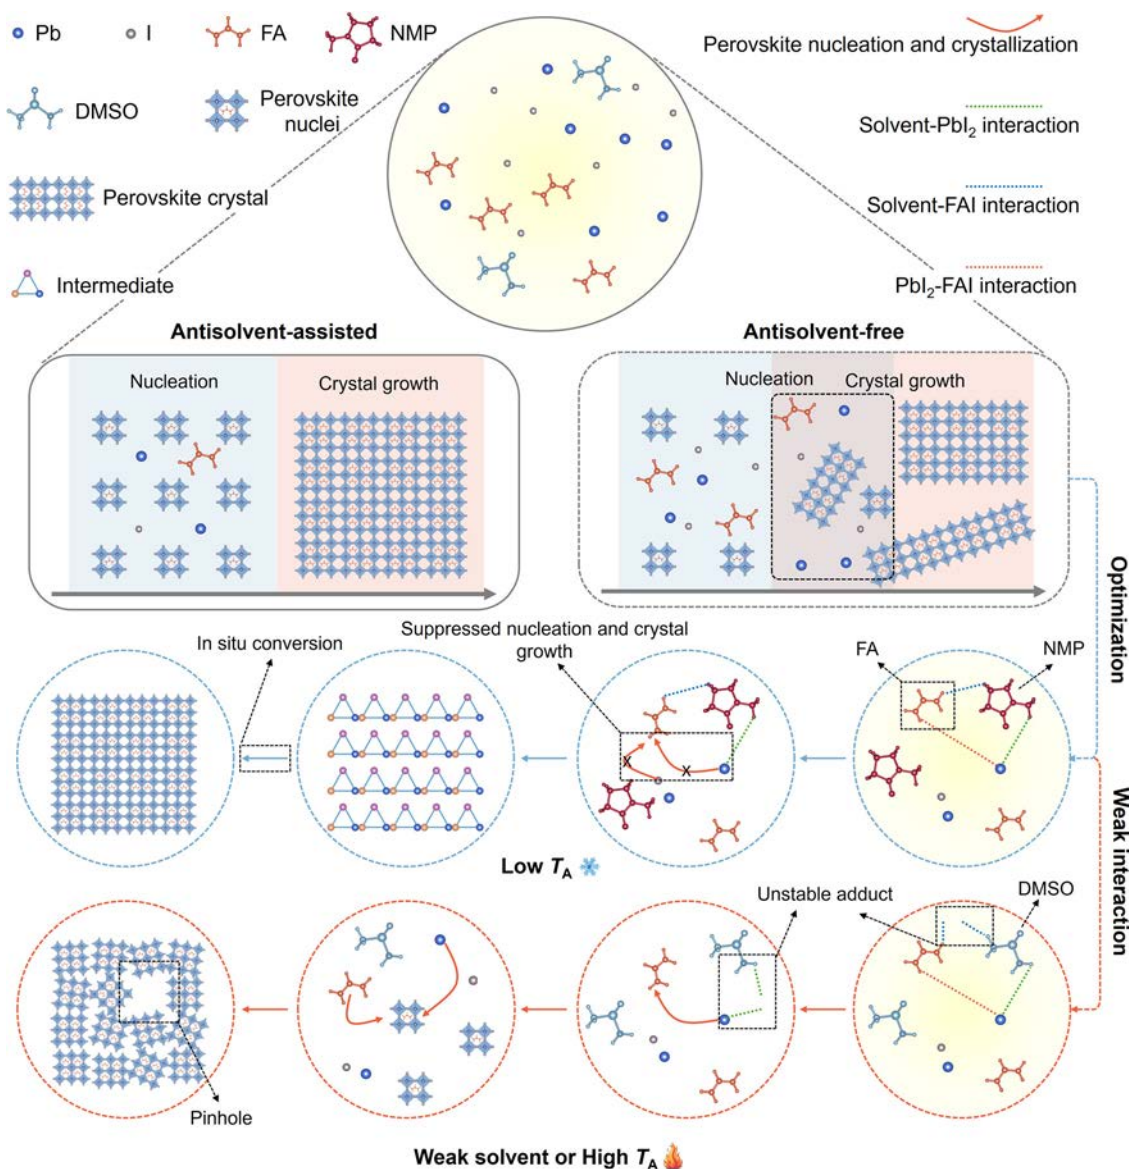 Pb
I
FA
NMP
DMSO
Perovskite
nuclei
Perovskite crystal
Intermediate
Perovskite nucleation and crystallization
Solvent-PbI₂ interaction
Solvent-FAI interaction
PbI₂-FAI interaction
Antisolvent-assisted
Antisolvent-free
Nucleation
Crystal growth
Nucleation
Crystal growth
Optimization
In situ conversion
Suppressed nucleation and crystal
growth
FA
NMP
X
X
Low Tᴀ
Weak interaction
Unstable adduct
DMSO
Pinhole
Weak solvent or High Tᴀ